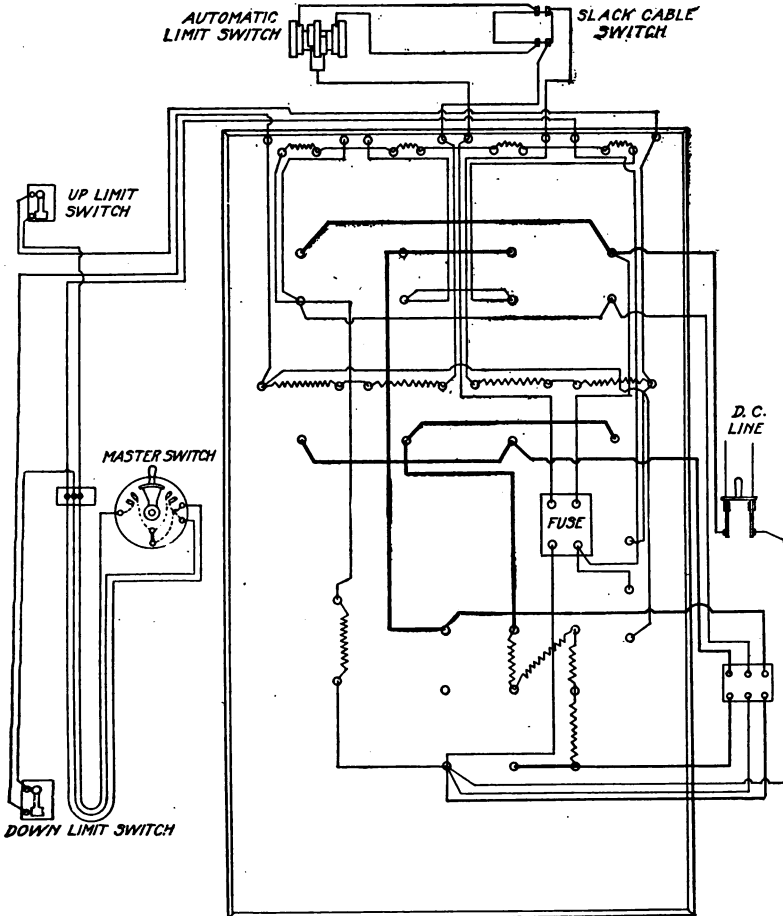 AUTOMATIC
LIMIT SWITCH
SLACK CABLE
SWITCH
UP LIMIT
SWITCH
D.C.
LINE
MASTER SWITCH
FUSE
DOWN LIMIT SWITCH